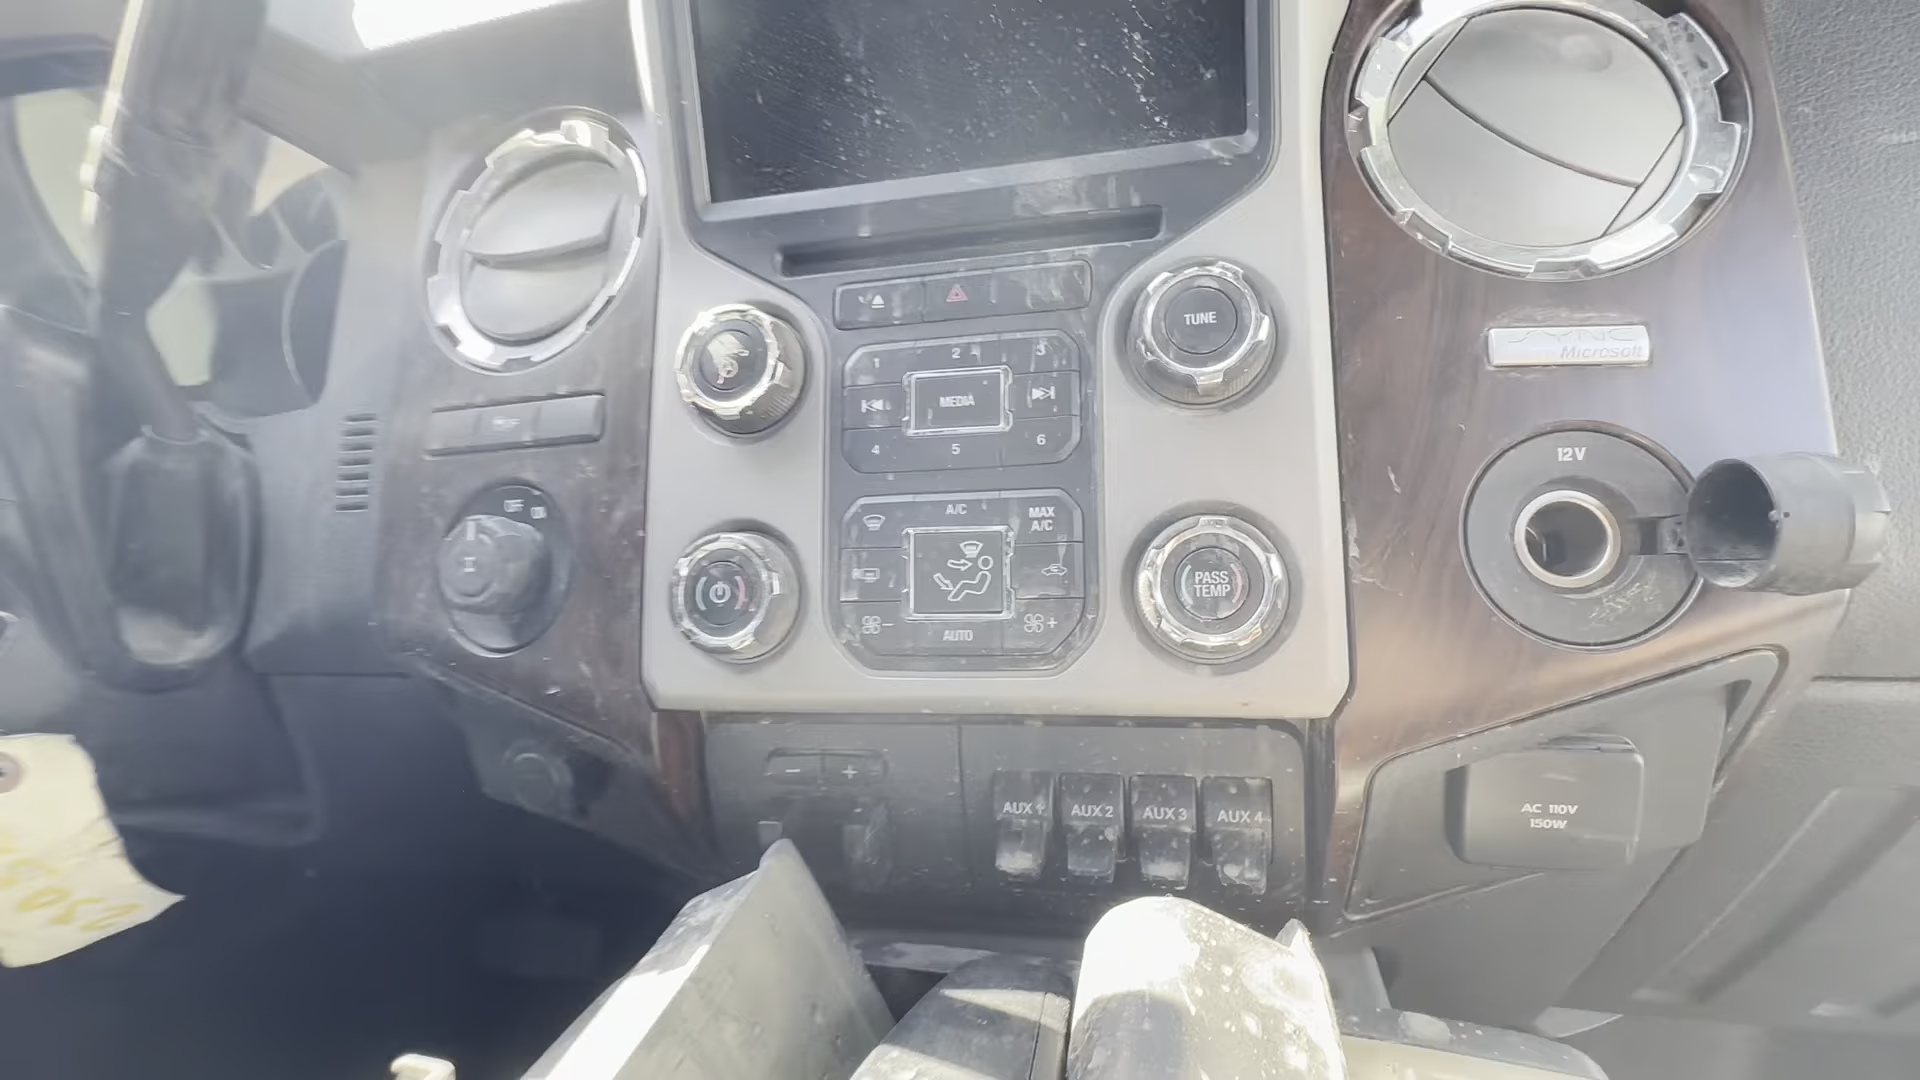 TUNE
1
2
3
MEDIA
4
5
6
SYNC
Microsoft
12V
OFF
A/C
MAX
A/C
R
AUTO
PASS
TEMP
−
+
AUX 1
AUX 2
AUX 3
AUX 4
AC 110V
150W